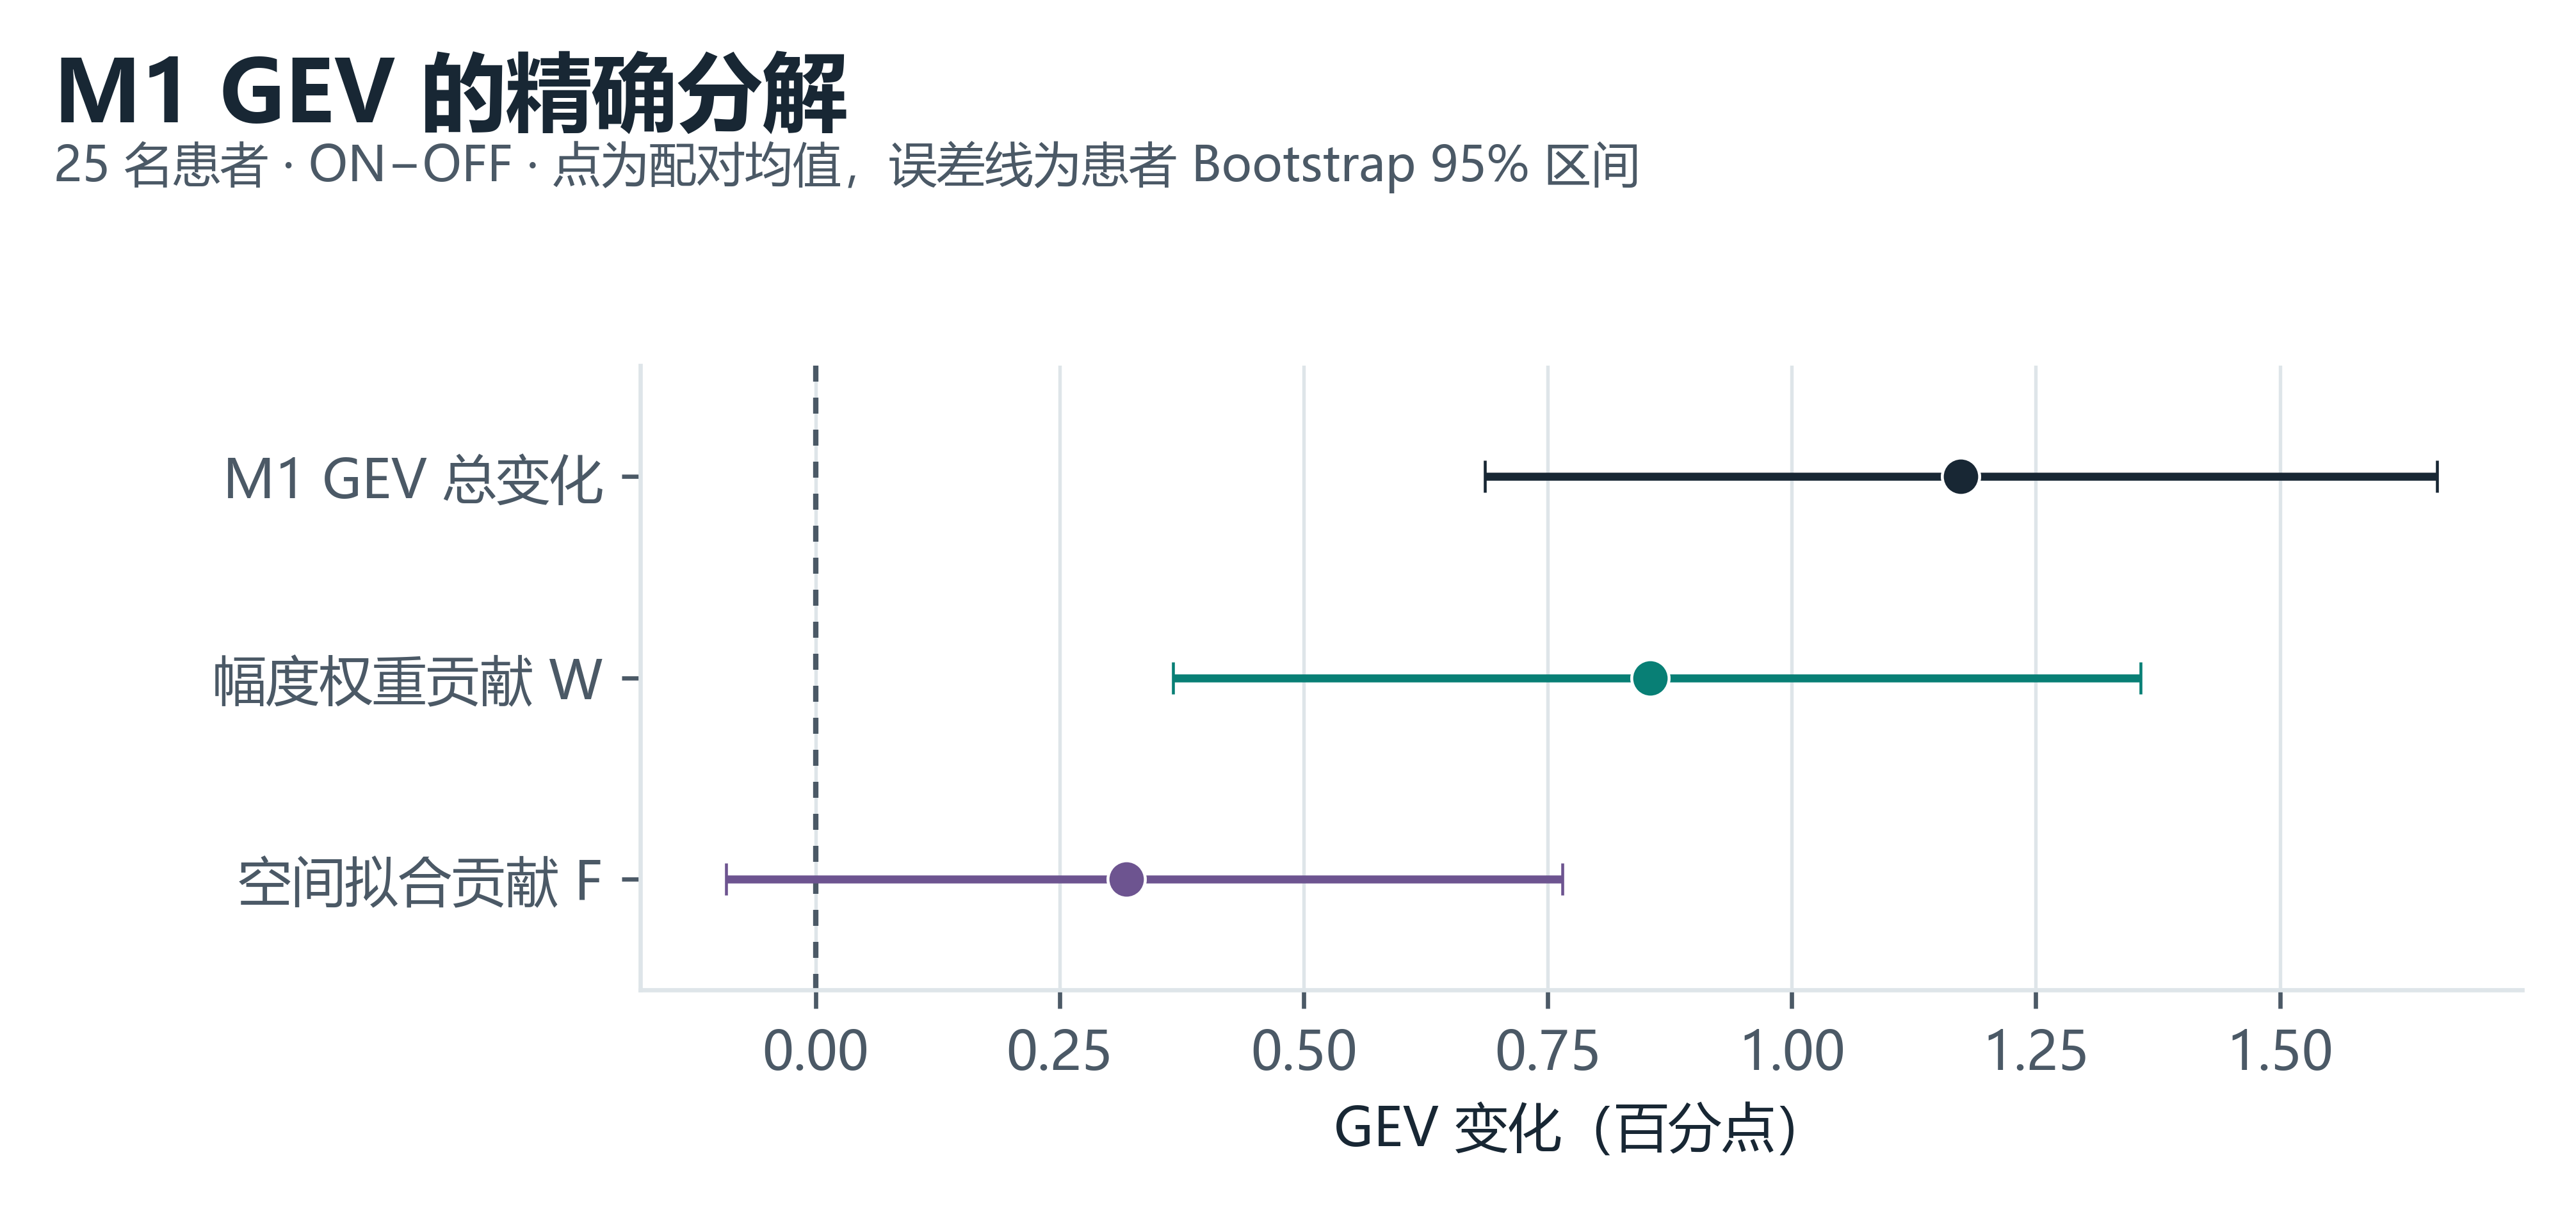 M1 GEV 的精确分解
25 名患者 · ON−OFF · 点为配对均值，误差线为患者 Bootstrap 95% 区间
M1 GEV 总变化
幅度权重贡献 W
空间拟合贡献 F
0.00 0.25 0.50 0.75 1.00 1.25 1.50
GEV 变化（百分点）